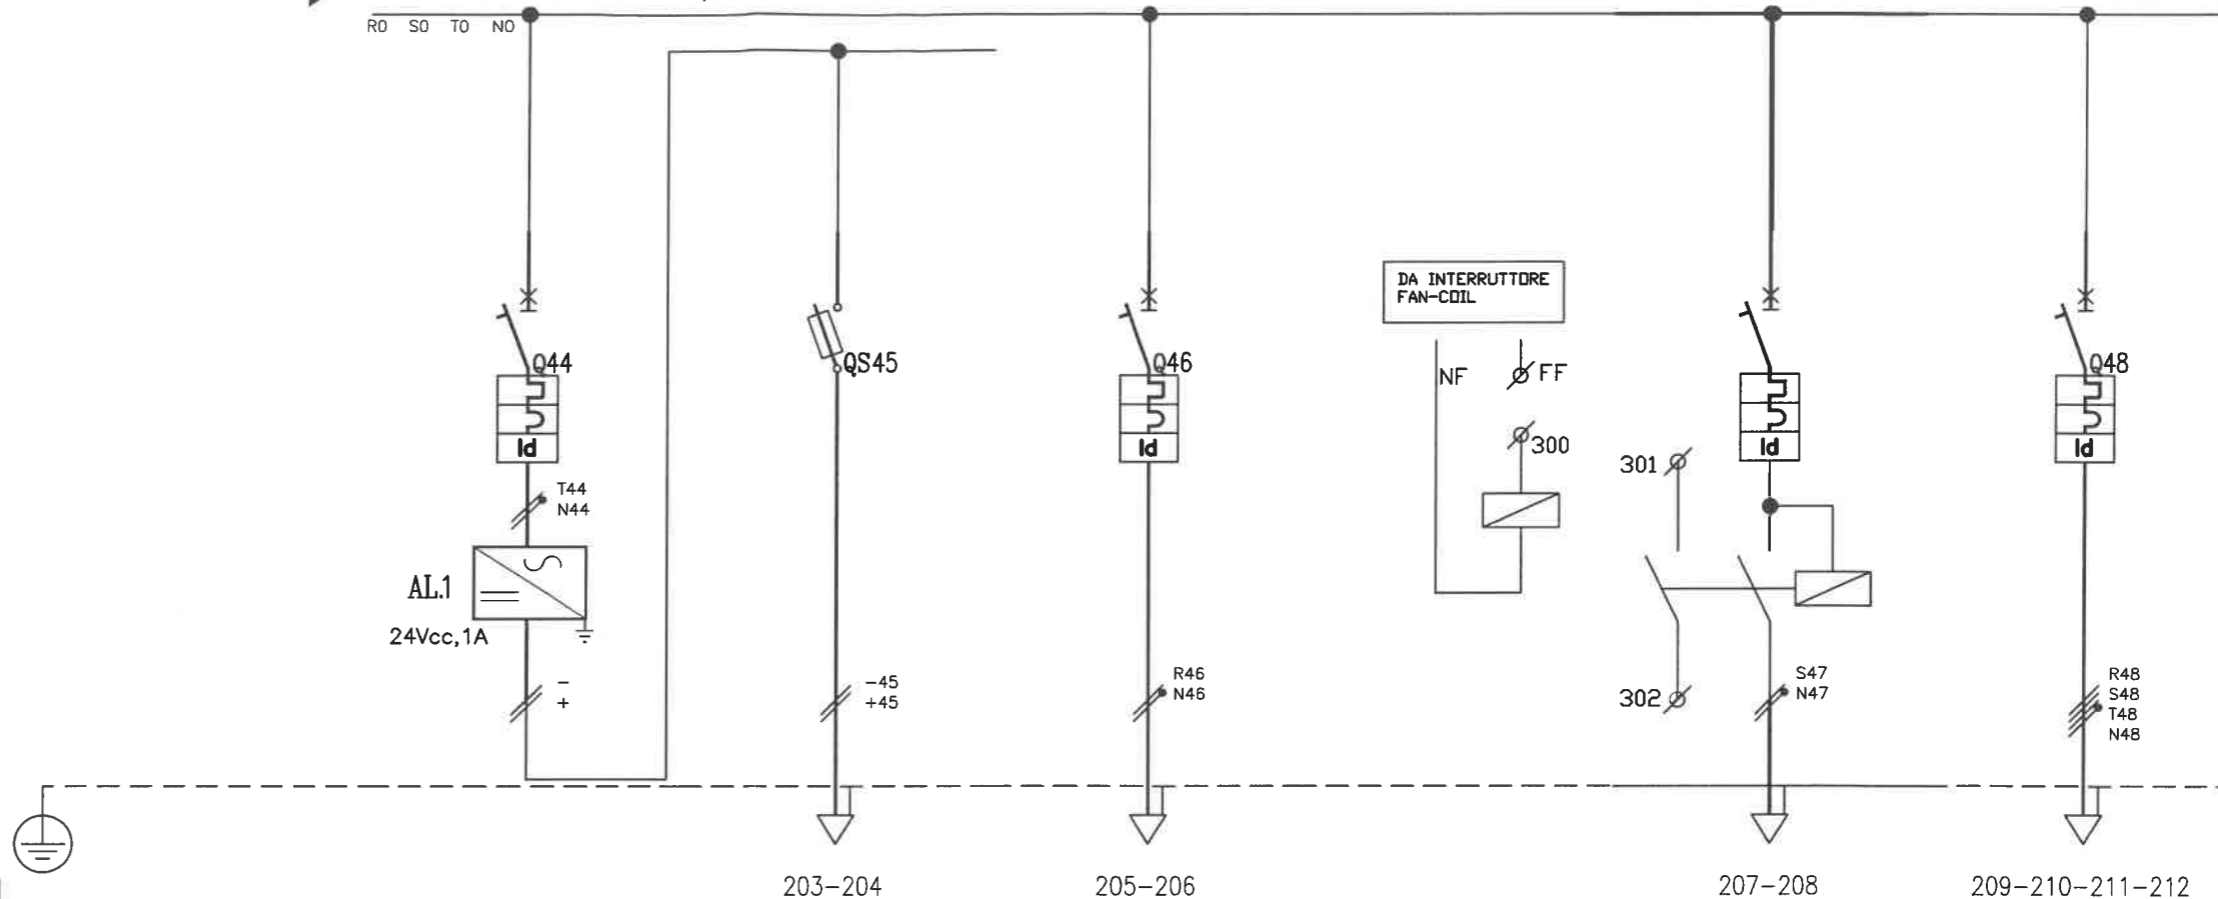 R0 S0 T0 N0
DA INTERRUTTORE
FAN-COIL
Q44
QS45
Q46
NF
FF
Q48
Id
Id
300
Id
Id
301
T44
N44
AL.1
24Vcc,1A
-
+
-45
+45
R46
N46
302
S47
N47
R48
S48
T48
N48
203-204
205-206
207-208
209-210-211-212